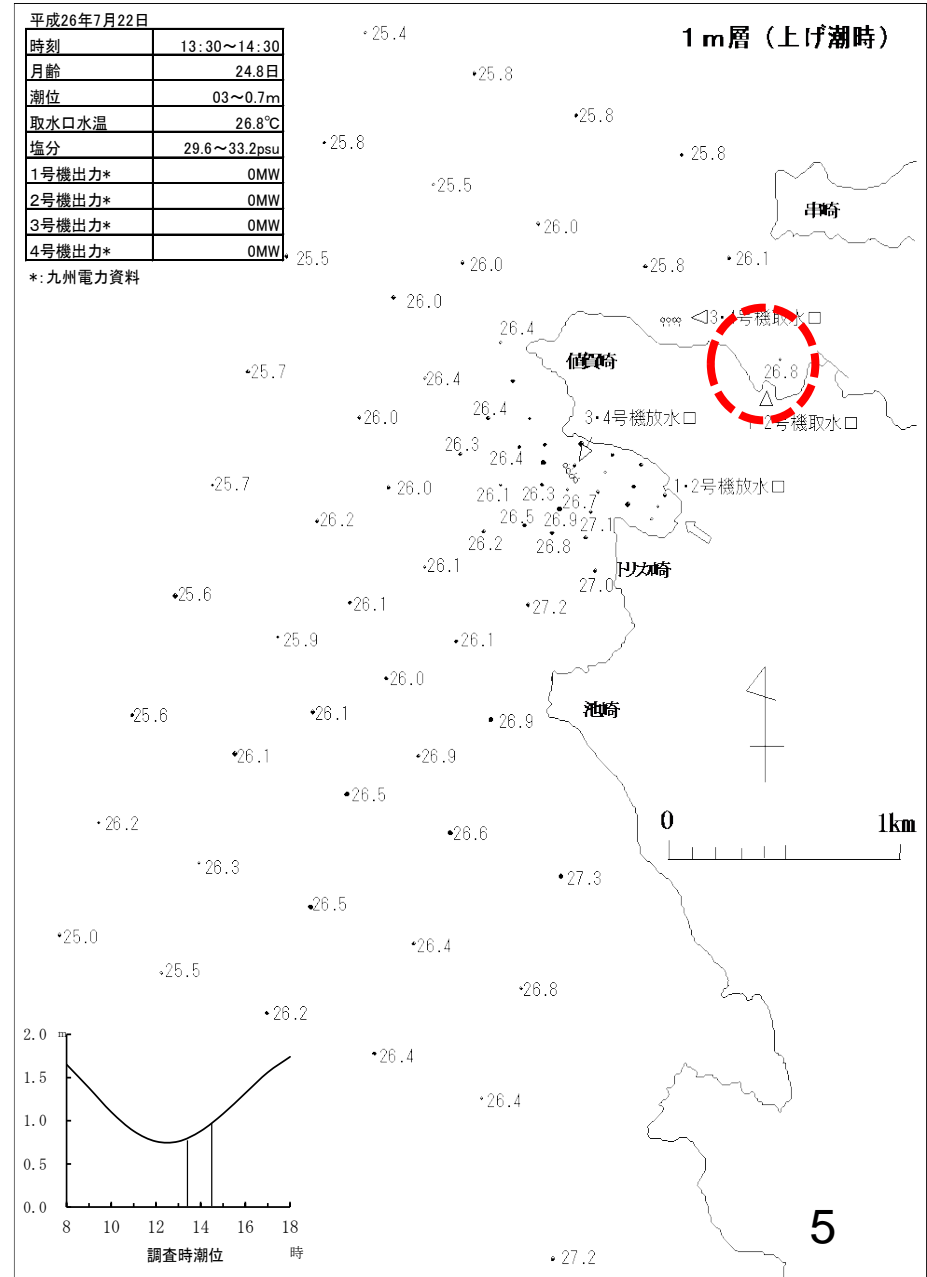 平成26年7月22日
1m層（上げ潮時）
時刻 13:30～14:30
月齢 24.8日
潮位 03～0.7m
取水口水温 26.8℃
塩分 29.6～33.2psu
1号機出力* 0MW
2号機出力* 0MW
3号機出力* 0MW
4号機出力* 0MW
*:九州電力資料
25.4
25.8
25.8
25.8
25.8
25.5
串崎
26.0
25.5
26.0
25.8
26.1
26.0
3・4号機取水口
26.4
値賀崎
25.7
26.4
26.8
26.0
26.4
3・4号機放水口
1・2号機取水口
26.3
26.4
25.7
26.0
26.1
26.3
26.7
1・2号機放水口
26.2
26.5
26.9
27.1
26.2
26.8
26.1
トリカ崎
27.0
25.6
26.1
27.2
25.9
26.1
26.0
25.6
26.1
26.9
池崎
26.1
26.9
26.5
26.2
26.6
0 1km
26.3
27.3
26.5
25.0
26.4
25.5
26.8
26.2
26.4
26.4
27.2
2.0 m
1.5
1.0
0.5
0.0
8 10 12 14 16 18
調査時潮位 時
5